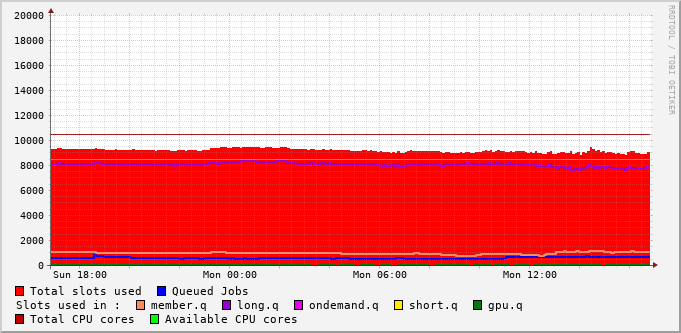 20000
18000
16000
14000
12000
10000
8000
6000
4000
2000
0
Sun 18:00 Mon 00:00 Mon 06:00 Mon 12:00
Total slots used Queued Jobs
Slots used in : member.q long.q ondemand.q short.q gpu.q
Total CPU cores Available CPU cores
RRDTOOL / TOBI OETIKER